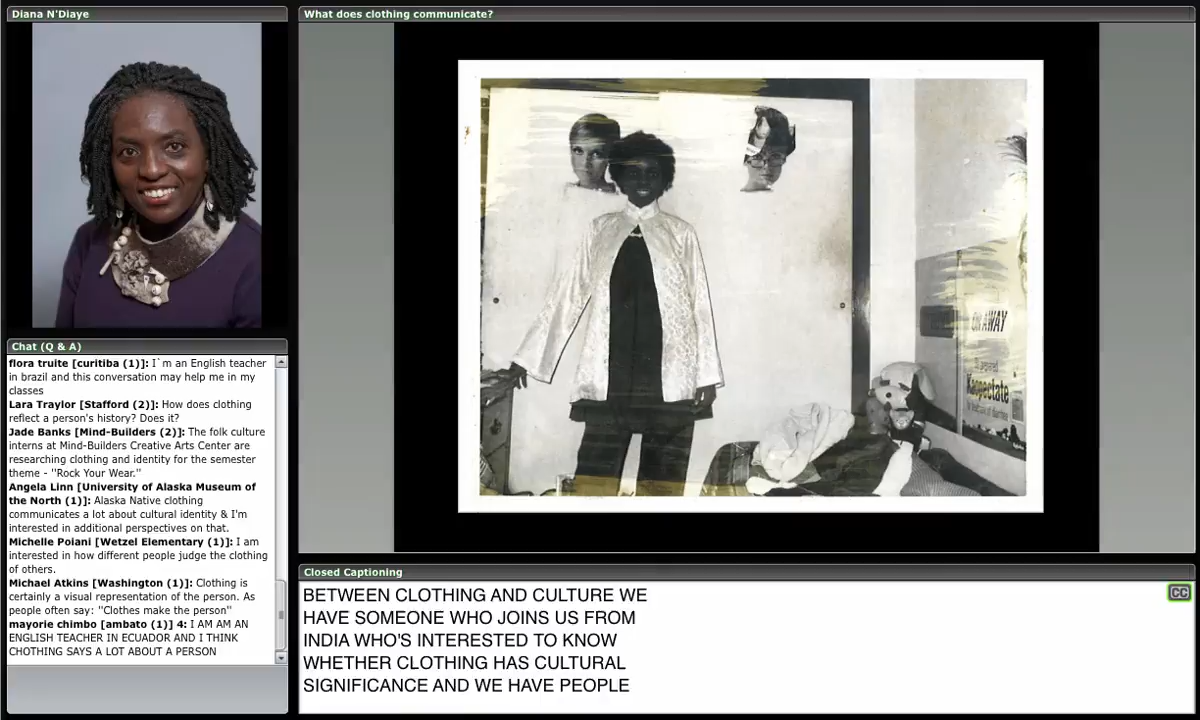 Diana N'Diaye
What does clothing communicate?
ON AWAY
Chat (Q & A)
flora truite [curitiba (1)]: I`m an English teacher
in brazil and this conversation may help me in my
classes
Lara Traylor [Stafford (2)]: How does clothing
reflect a person's history? Does it?
Jade Banks [Mind-Builders (2)]: The folk culture
interns at Mind-Builders Creative Arts Center are
researching clothing and identity for the semester
theme - "Rock Your Wear."
Angela Linn [University of Alaska Museum of
the North (1)]: Alaska Native clothing
communicates a lot about cultural identity & I'm
interested in additional perspectives on that.
Michelle Poiani [Wetzel Elementary (1)]: I am
interested in how different people judge the clothing
of others.
Michael Atkins [Washington (1)]: Clothing is
certainly a visual representation of the person. As
people often say: "Clothes make the person"
mayorie chimbo [ambato (1)] 4: I AM AM AN
ENGLISH TEACHER IN ECUADOR AND I THINK
CHOTHING SAYS A LOT ABOUT A PERSON
Closed Captioning
BETWEEN CLOTHING AND CULTURE WE
HAVE SOMEONE WHO JOINS US FROM
INDIA WHO'S INTERESTED TO KNOW
WHETHER CLOTHING HAS CULTURAL
SIGNIFICANCE AND WE HAVE PEOPLE
CC